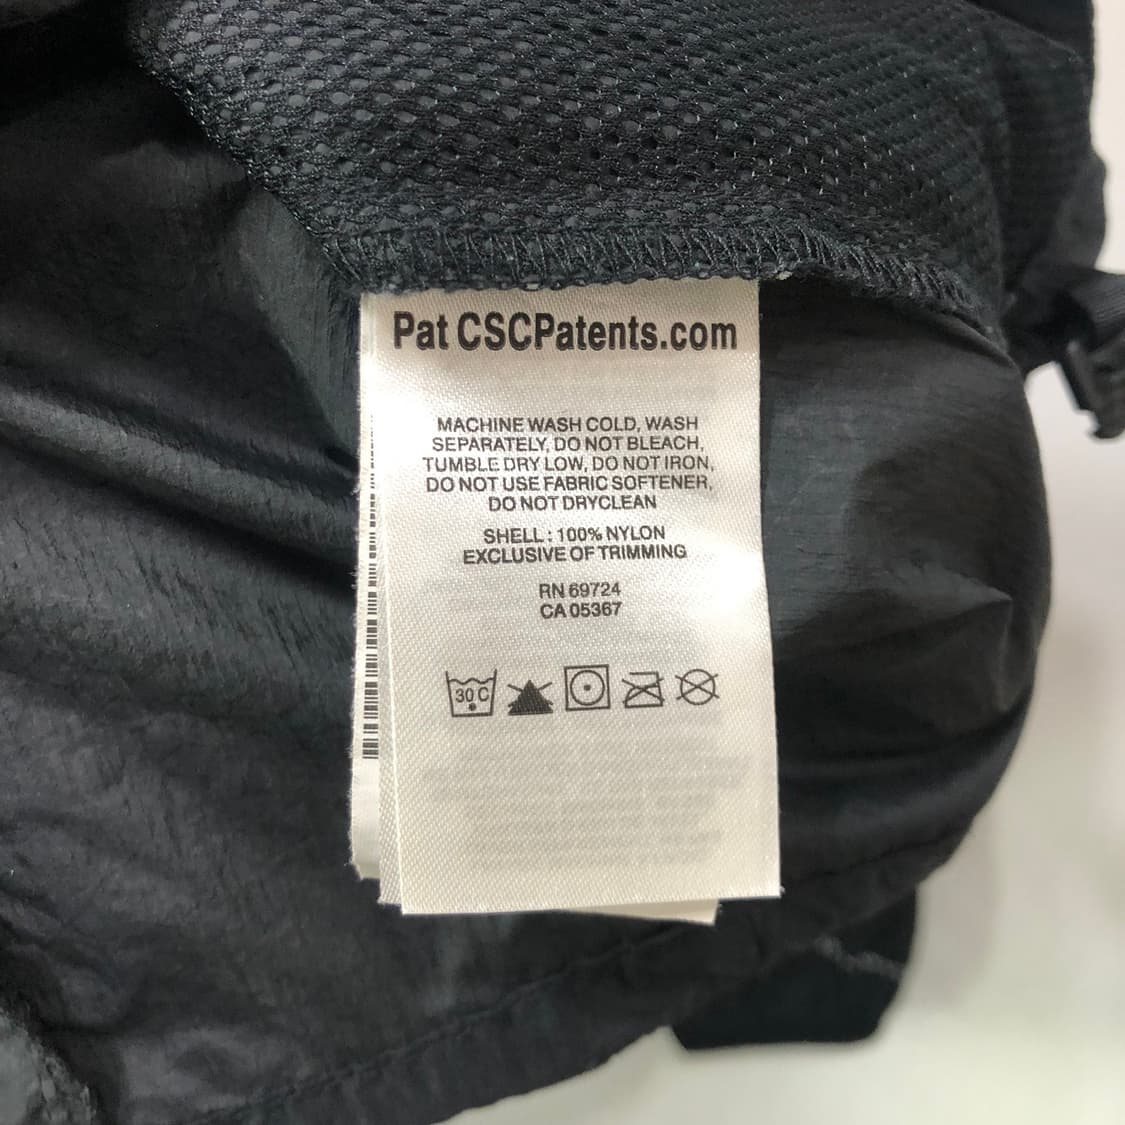 Pat CSCPatents.com
MACHINE WASH COLD, WASH
SEPARATELY, DO NOT BLEACH,
TUMBLE DRY LOW, DO NOT IRON,
DO NOT USE FABRIC SOFTENER,
DO NOT DRYCLEAN
SHELL : 100% NYLON
EXCLUSIVE OF TRIMMING
RN 69724
CA 05367
30 C